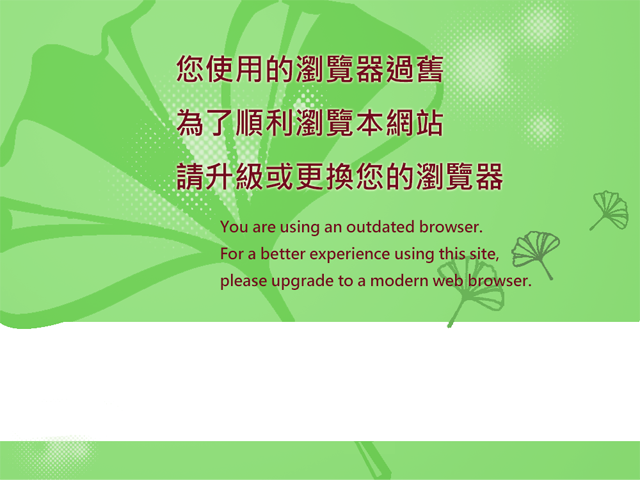 您使用的瀏覽器過舊
為了順利瀏覽本網站
請升級或更換您的瀏覽器
You are using an outdated browser.
For a better experience using this site,
please upgrade to a modern web browser.